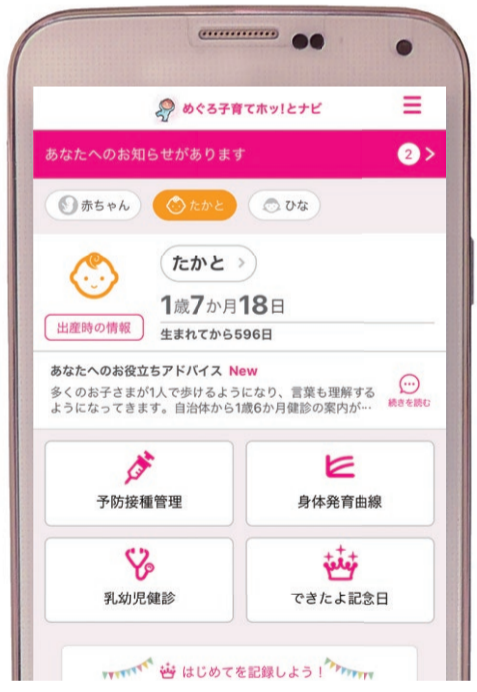 めぐろ子育てホッ!とナビ
あなたへのお知らせがあります 2
赤ちゃん たかと ひな
たかと
1歳7か月18日
出産時の情報
生まれてから596日
あなたへのお役立ちアドバイス New
多くのお子さまが1人で歩けるようになり、言葉も理解する
ようになってきます。自治体から1歳6か月健診の案内が…
続きを読む
予防接種管理 身体発育曲線
乳幼児健診 できたよ記念日
はじめてを記録しよう!